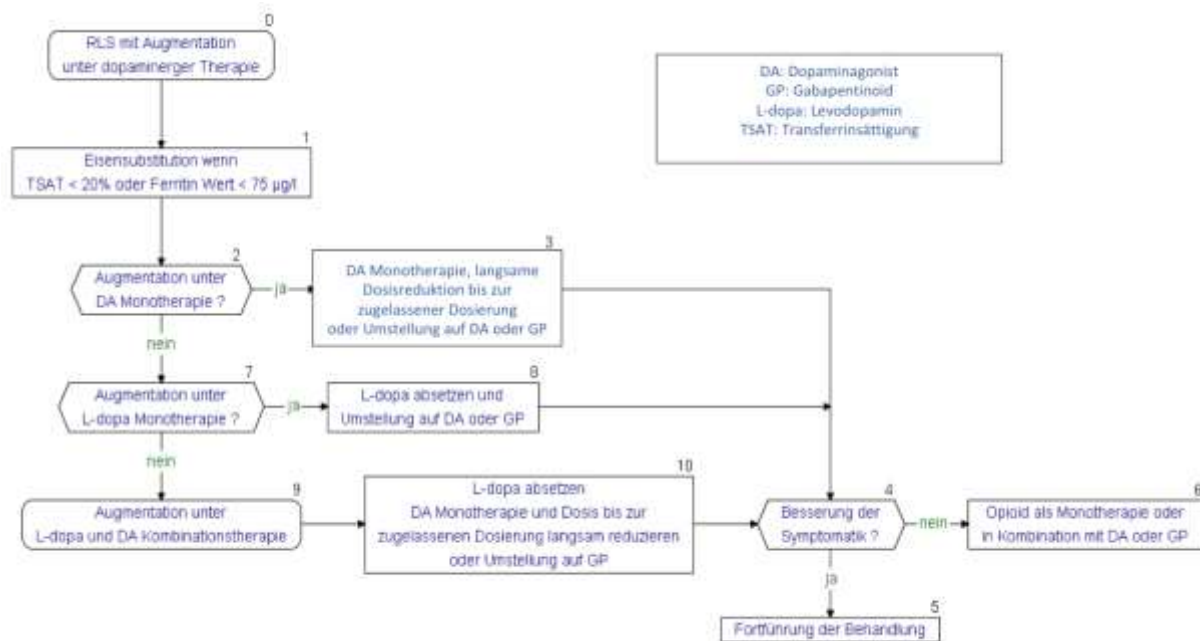 0
RLS mit Augmentation
unter dopaminerger Therapie
DA: Dopaminagonist
GP: Gabapentinoid
L-dopa: Levodopamin
TSAT: Transferrinsättigung
1
Eisensubstitution wenn
TSAT < 20% oder Ferritin Wert < 75 µg/l
2
Augmentation unter
DA Monotherapie ?
ja
3
DA Monotherapie, langsame
Dosisreduktion bis zur
zugelassener Dosierung
oder Umstellung auf DA oder GP
nein
7
Augmentation unter
L-dopa Monotherapie ?
ja
8
L-dopa absetzen und
Umstellung auf DA oder GP
nein
9
Augmentation unter
L-dopa und DA Kombinationstherapie
10
L-dopa absetzen
DA Monotherapie und Dosis bis zur
zugelassenen Dosierung langsam reduzieren
oder Umstellung auf GP
4
Besserung der
Symptomatik ?
nein
6
Opioid als Monotherapie oder
in Kombination mit DA oder GP
ja
5
Fortführung der Behandlung